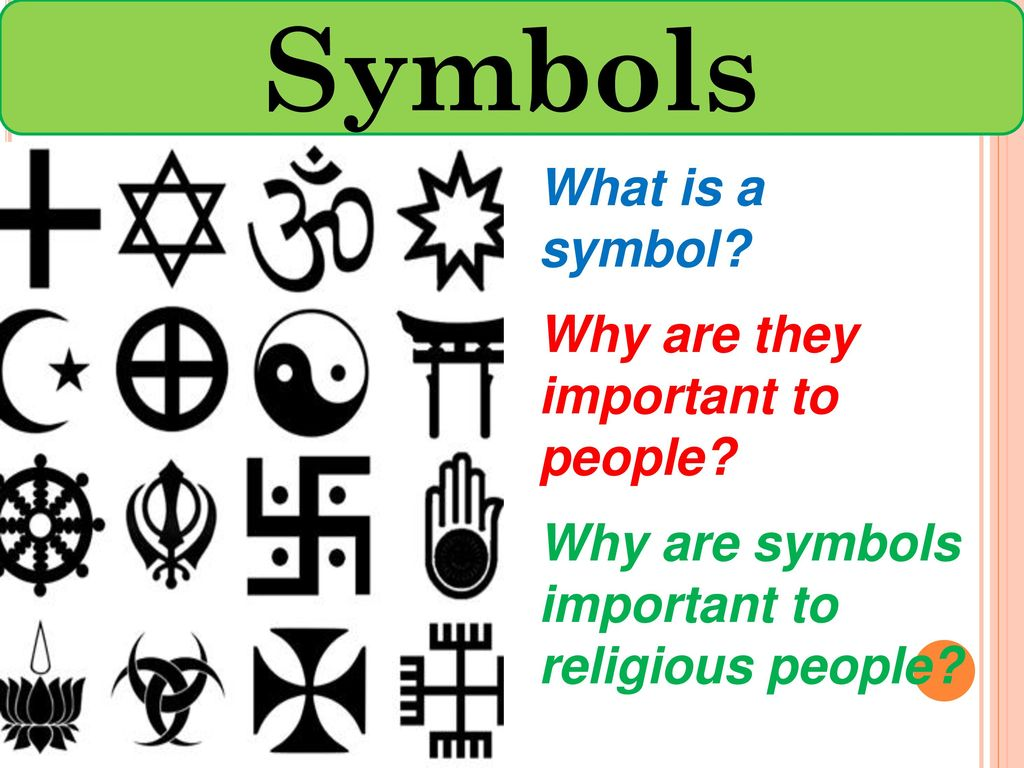 Symbols
What is a
symbol?
Why are they
important to
people?
Why are symbols
important to
religious people?